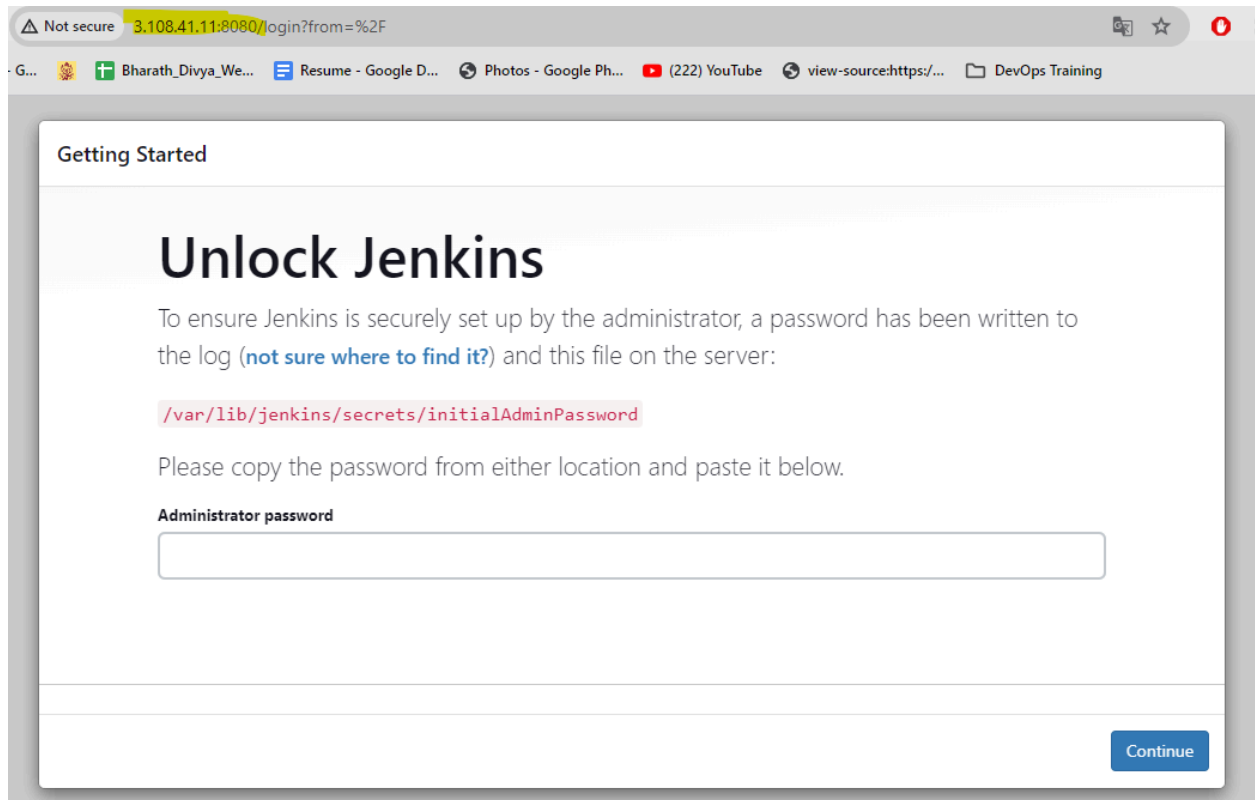 Not secure 3.108.41.11:8080/login?from=%2F
- G... Bharath_Divya_We... Resume - Google D... Photos - Google Ph... (222) YouTube view-source:https:/... DevOps Training
Getting Started
Unlock Jenkins
To ensure Jenkins is securely set up by the administrator, a password has been written to
the log (not sure where to find it?) and this file on the server:
/var/lib/jenkins/secrets/initialAdminPassword
Please copy the password from either location and paste it below.
Administrator password
Continue